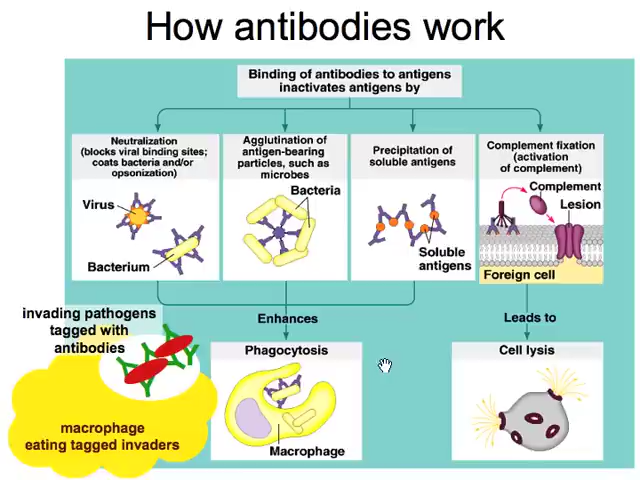 How antibodies work
Binding of antibodies to antigens
inactivates antigens by
Neutralization
(blocks viral binding sites;
coats bacteria and/or
opsonization)
Agglutination of
antigen-bearing
particles, such as
microbes
Precipitation of
soluble antigens
Complement fixation
(activation
of complement)
Virus
Bacterium
Bacteria
Soluble
antigens
Complement
Lesion
Foreign cell
invading pathogens
tagged with
antibodies
Enhances
Leads to
Phagocytosis
Cell lysis
macrophage
eating tagged invaders
Macrophage